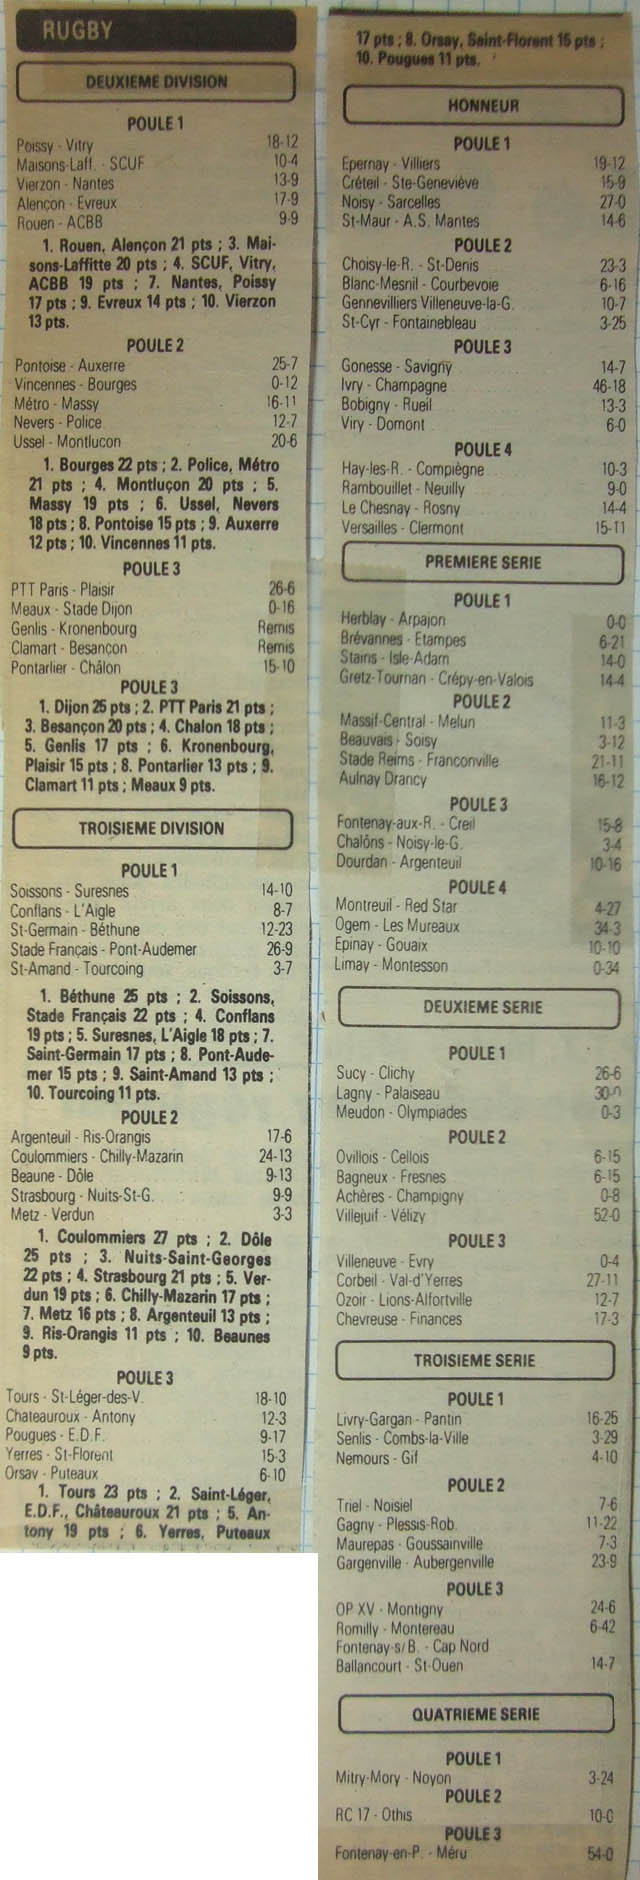 RUGBY
DEUXIEME DIVISION
POULE 1
Poissy - Vitry 18-12
Maisons-Laff. - SCUF 10-4
Vierzon - Nantes 13-9
Alençon - Evreux 17-9
Rouen - ACBB 9-9
1. Rouen, Alençon 21 pts ; 3. Mai-
sons-Laffitte 20 pts ; 4. SCUF, Vitry,
ACBB 19 pts ; 7. Nantes, Poissy
17 pts ; 9. Evreux 14 pts ; 10. Vierzon
13 pts.
POULE 2
Pontoise - Auxerre 25-7
Vincennes - Bourges 0-12
Métro - Massy 16-11
Nevers - Police 12-7
Ussel - Montlucon 20-6
1. Bourges 22 pts ; 2. Police, Métro
21 pts ; 4. Montluçon 20 pts ; 5.
Massy 19 pts ; 6. Ussel, Nevers
18 pts ; 8. Pontoise 15 pts ; 9. Auxerre
12 pts ; 10. Vincennes 11 pts.
POULE 3
PTT Paris - Plaisir 26-6
Meaux - Stade Dijon 0-16
Genlis - Kronenbourg Remis
Clamart - Besançon Remis
Pontarlier - Châlon 15-10
POULE 3
1. Dijon 25 pts ; 2. PTT Paris 21 pts ;
3. Besançon 20 pts ; 4. Chalon 18 pts ;
5. Genlis 17 pts ; 6. Kronenbourg,
Plaisir 15 pts ; 8. Pontarlier 13 pts ; 9.
Clamart 11 pts ; Meaux 9 pts.
TROISIEME DIVISION
POULE 1
Soissons - Suresnes 14-10
Conflans - L'Aigle 8-7
St-Germain - Béthune 12-23
Stade Français - Pont-Audemer 26-9
St-Amand - Tourcoing 3-7
1. Béthune 25 pts ; 2. Soissons,
Stade Français 22 pts ; 4. Conflans
19 pts ; 5. Suresnes, L'Aigle 18 pts ; 7.
Saint-Germain 17 pts ; 8. Pont-Aude-
mer 15 pts ; 9. Saint-Amand 13 pts ;
10. Tourcoing 11 pts.
POULE 2
Argenteuil - Ris-Orangis 17-6
Coulommiers - Chilly-Mazarin 24-13
Beaune - Dôle 9-13
Strasbourg - Nuits-St-G. 9-9
Metz - Verdun 3-3
1. Coulommiers 27 pts ; 2. Dôle
25 pts ; 3. Nuits-Saint-Georges
22 pts ; 4. Strasbourg 21 pts ; 5. Ver-
dun 19 pts ; 6. Chilly-Mazarin 17 pts ;
7. Metz 16 pts ; 8. Argenteuil 13 pts ;
9. Ris-Orangis 11 pts ; 10. Beaunes
9 pts.
POULE 3
Tours - St-Léger-des-V. 18-10
Chateauroux - Antony 12-3
Pougues - E.D.F. 9-17
Yerres - St-Florent 15-3
Orsay - Puteaux 6-10
1. Tours 23 pts ; 2. Saint-Léger,
E.D.F., Châteauroux 21 pts ; 5. An-
tony 19 pts ; 6. Yerres, Puteaux
17 pts ; 8. Orsay, Saint-Florent 15 pts ;
10. Pougues 11 pts.
HONNEUR
POULE 1
Epernay - Villiers 19-12
Créteil - Ste-Geneviève 15-9
Noisy - Sarcelles 27-0
St-Maur - A.S. Mantes 14-6
POULE 2
Choisy-le-R. - St-Denis 23-3
Blanc-Mesnil - Courbevoie 6-16
Gennevilliers Villeneuve-la-G. 10-7
St-Cyr - Fontainebleau 3-25
POULE 3
Gonesse - Savigny 14-7
Ivry - Champagne 46-18
Bobigny - Rueil 13-3
Viry - Domont 6-0
POULE 4
Hay-les-R. - Compiègne 10-3
Rambouillet - Neuilly 9-0
Le Chesnay - Rosny 14-4
Versailles - Clermont 15-11
PREMIERE SERIE
POULE 1
Herblay - Arpajon 0-0
Brévannes - Etampes 6-21
Stains - Isle-Adam 14-0
Gretz-Tournan - Crépy-en-Valois 14-4
POULE 2
Massif-Central - Melun 11-3
Beauvais - Soisy 3-12
Stade Reims - Franconville 21-11
Aulnay Drancy 16-12
POULE 3
Fontenay-aux-R. - Creil 15-8
Chalôns - Noisy-le-G. 3-4
Dourdan - Argenteuil 10-16
POULE 4
Montreuil - Red Star 4-27
Ogem - Les Mureaux 34-3
Epinay - Gouaix 10-10
Limay - Montesson 0-34
DEUXIEME SERIE
POULE 1
Sucy - Clichy 26-6
Lagny - Palaiseau 30-0
Meudon - Olympiades 0-3
POULE 2
Ovillois - Cellois 6-15
Bagneux - Fresnes 6-15
Achères - Champigny 0-8
Villejuif - Vélizy 52-0
POULE 3
Villeneuve - Evry 0-4
Corbeil - Val-d'Yerres 27-11
Ozoir - Lions-Alfortville 12-7
Chevreuse - Finances 17-3
TROISIEME SERIE
POULE 1
Livry-Gargan - Pantin 16-25
Senlis - Combs-la-Ville 3-29
Nemours - Gif 4-10
POULE 2
Triel - Noisiel 7-6
Gagny - Plessis-Rob. 11-22
Maurepas - Goussainville 7-3
Gargenville - Aubergenville 23-9
POULE 3
OP XV - Montigny 24-6
Romilly - Montereau 6-42
Fontenay-s/B. - Cap Nord
Ballancourt - St-Ouen 14-7
QUATRIEME SERIE
POULE 1
Mitry-Mory - Noyon 3-24
POULE 2
RC 17 - Othis 10-0
POULE 3
Fontenay-en-P. - Méru 54-0